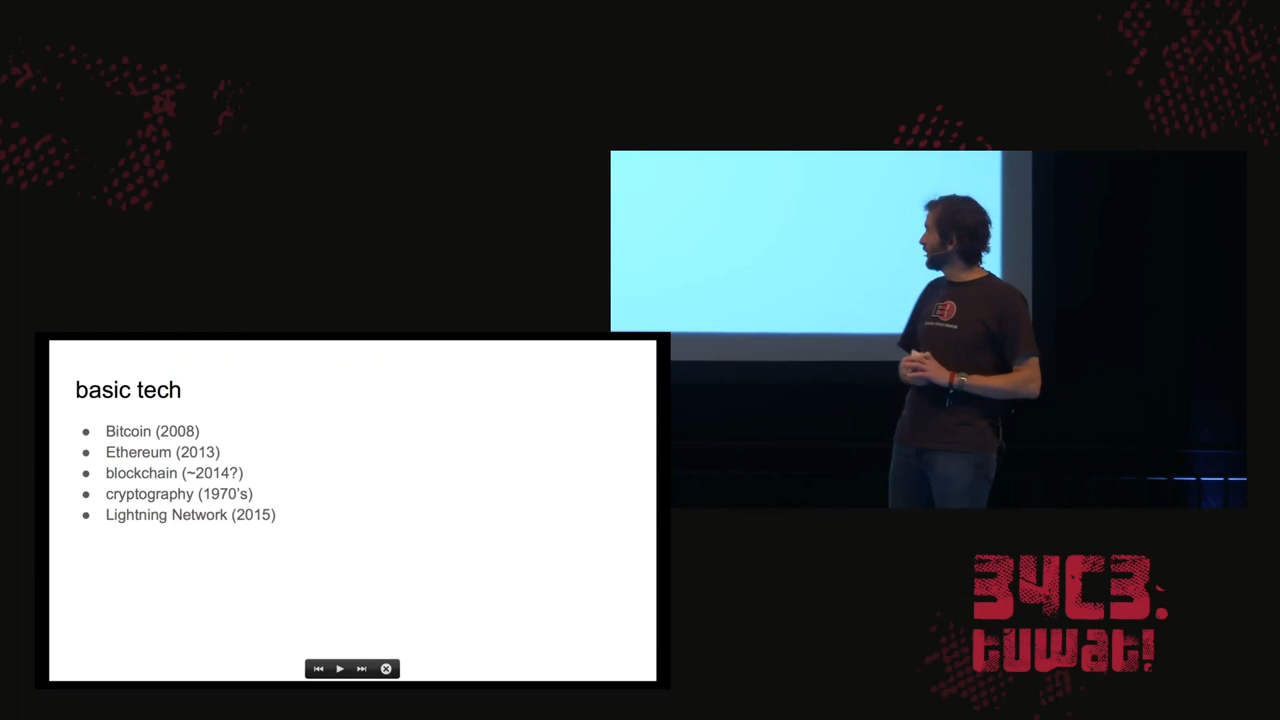 basic tech
● Bitcoin (2008)
● Ethereum (2013)
● blockchain (~2014?)
● cryptography (1970's)
● Lightning Network (2015)
34C3.
tuwat!